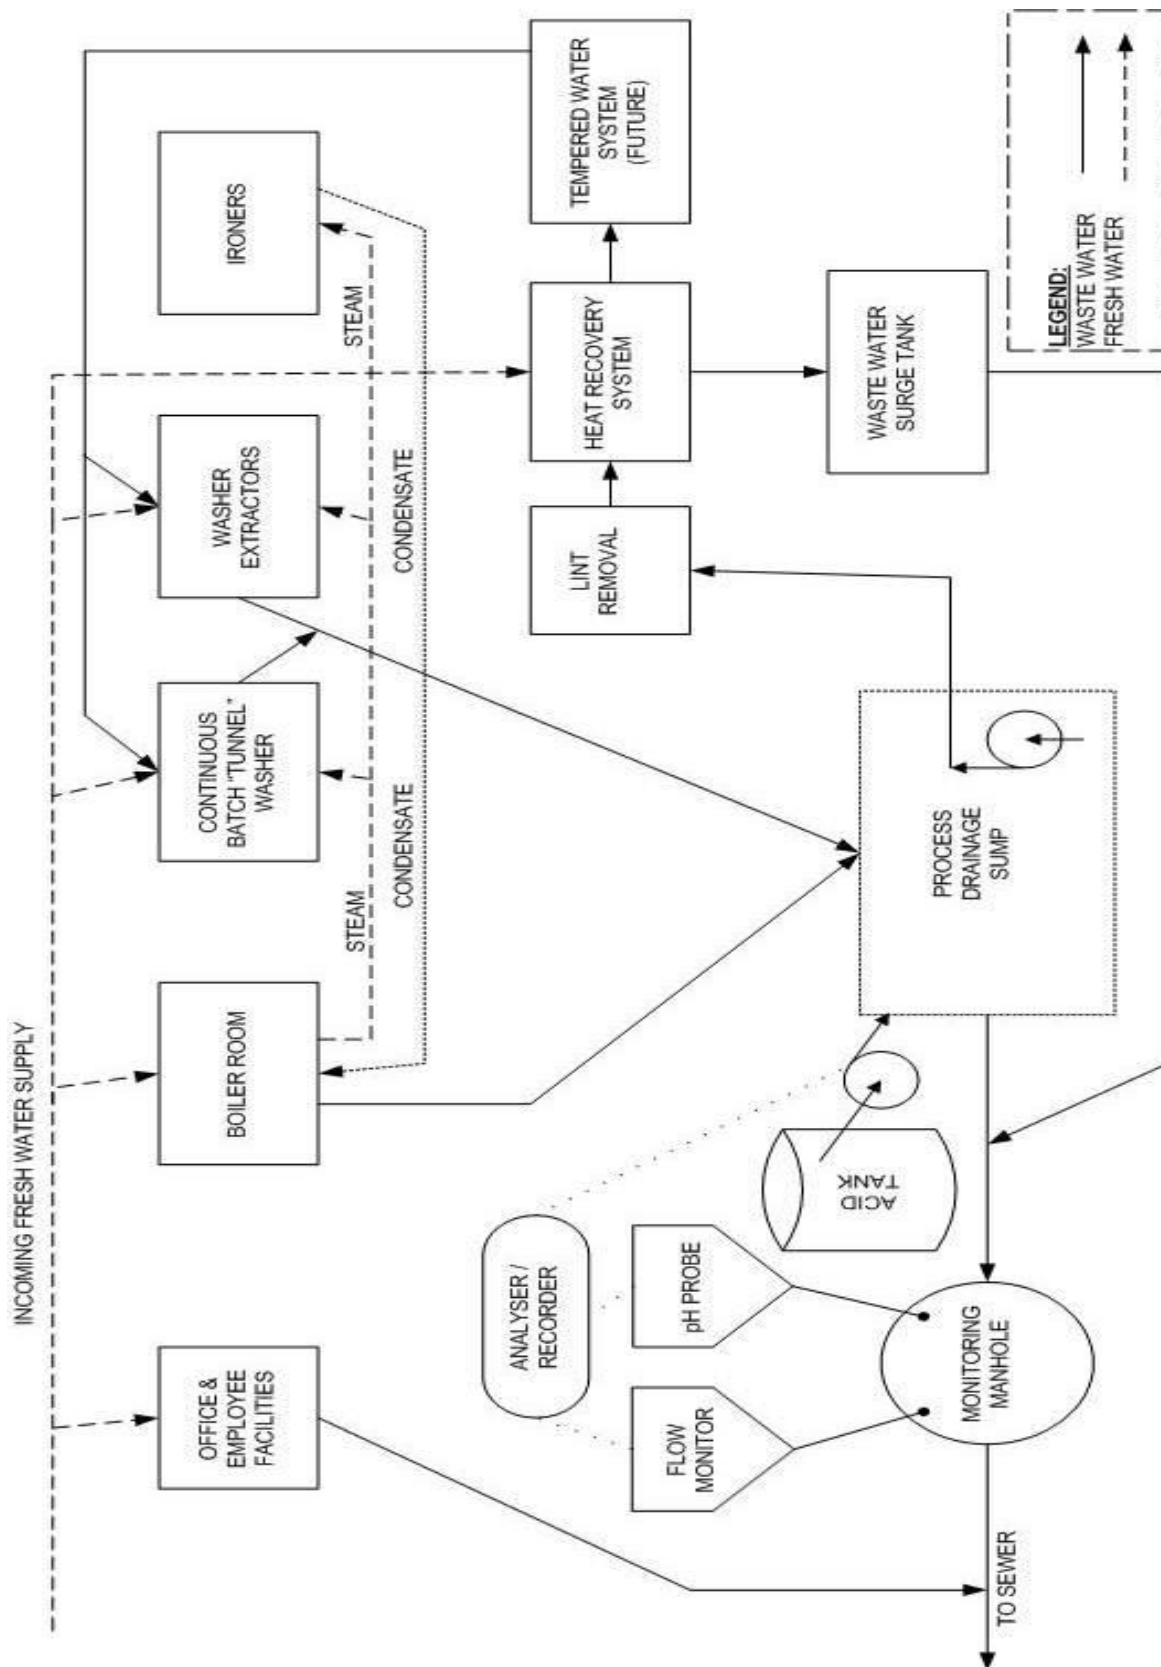 INCOMING FRESH WATER SUPPLY
OFFICE &
EMPLOYEE
FACILITIES
BOILER ROOM
CONTINUOUS
BATCH "TUNNEL"
WASHER
WASHER
EXTRACTORS
IRONERS
STEAM
STEAM
CONDENSATE
CONDENSATE
ANALYSER /
RECORDER
LINT
REMOVAL
HEAT RECOVERY
SYSTEM
TEMPERED WATER
SYSTEM
(FUTURE)
FLOW
MONITOR
pH PROBE
ACID
TANK
PROCESS
DRAINAGE
SUMP
WASTE WATER
SURGE TANK
MONITORING
MANHOLE
TO SEWER
LEGEND:
WASTE WATER
FRESH WATER